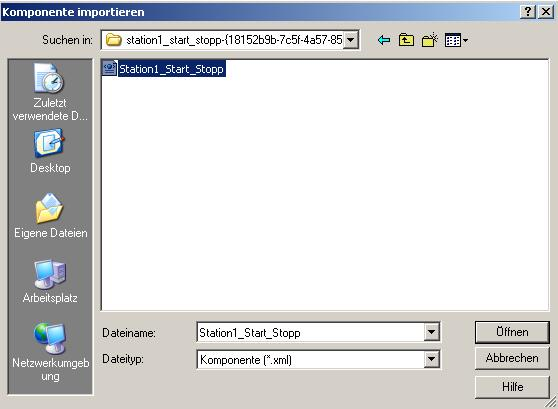 Komponente importieren
Suchen in:
station1_start_stopp-{18152b9b-7c5f-4a57-85
Zuletzt
verwendete D...
Desktop
Eigene Dateien
Arbeitsplatz
Netzwerkumgeb
ung
Station1_Start_Stopp
Dateiname:
Station1_Start_Stopp
Öffnen
Dateityp:
Komponente (*.xml)
Abbrechen
Hilfe